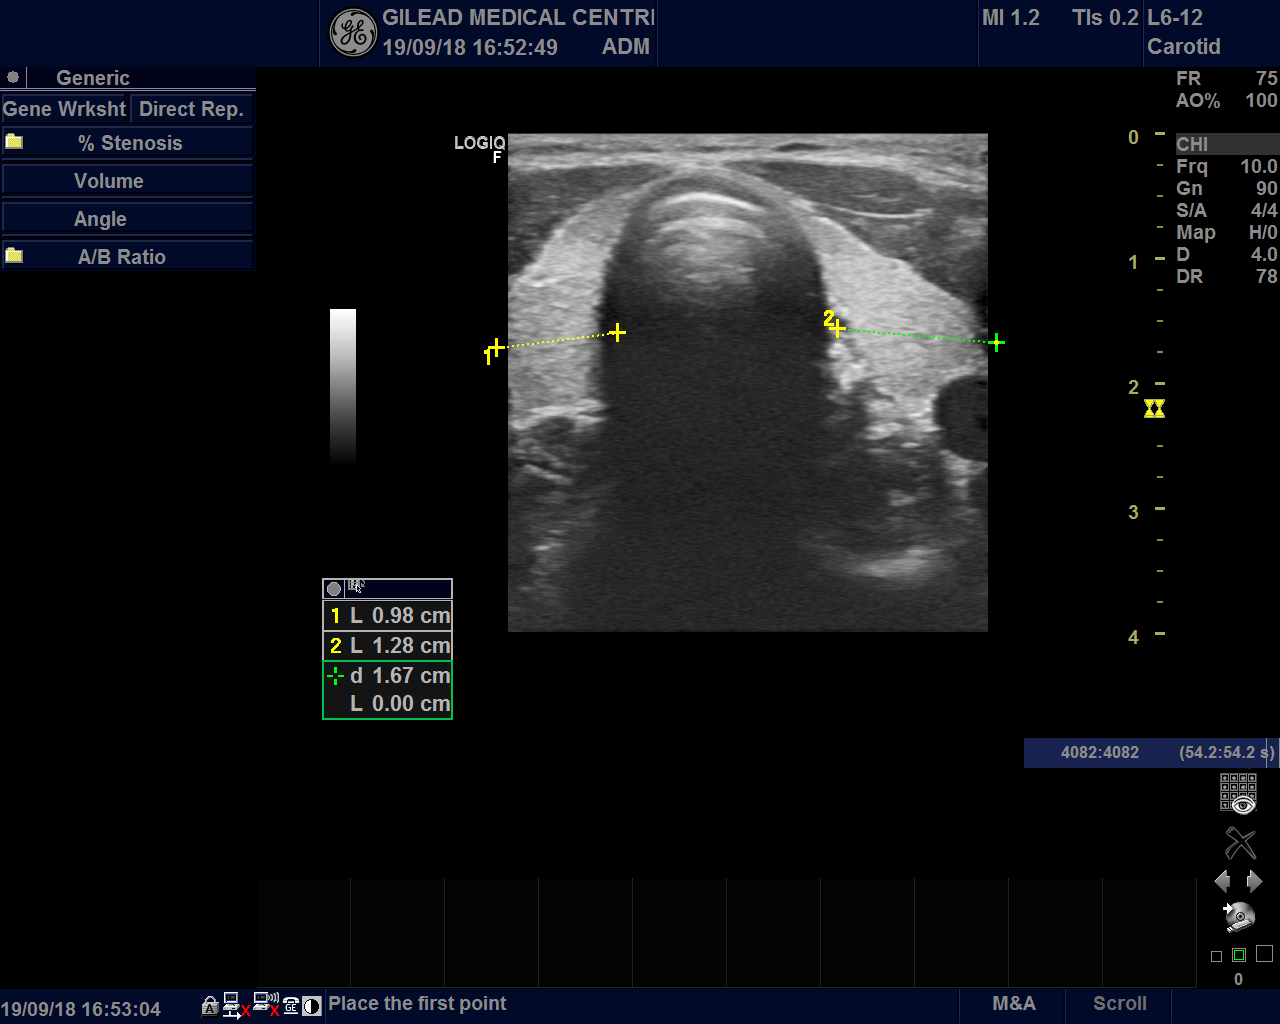 GILEAD MEDICAL CENTRI
19/09/18 16:52:49 ADM
MI 1.2 TIs 0.2
L6-12
Carotid
Generic
Gene Wrksht Direct Rep.
% Stenosis
Volume
Angle
A/B Ratio
LOGIQ
F
FR 75
AO% 100
CHI
Frq 10.0
Gn 90
S/A 4/4
Map H/0
D 4.0
DR 78
0
1
2
3
4
1
2
1 L 0.98 cm
2 L 1.28 cm
d 1.67 cm
L 0.00 cm
4082:4082 (54.2:54.2 s)
0
19/09/18 16:53:04
A
GE
Place the first point
M&A
Scroll